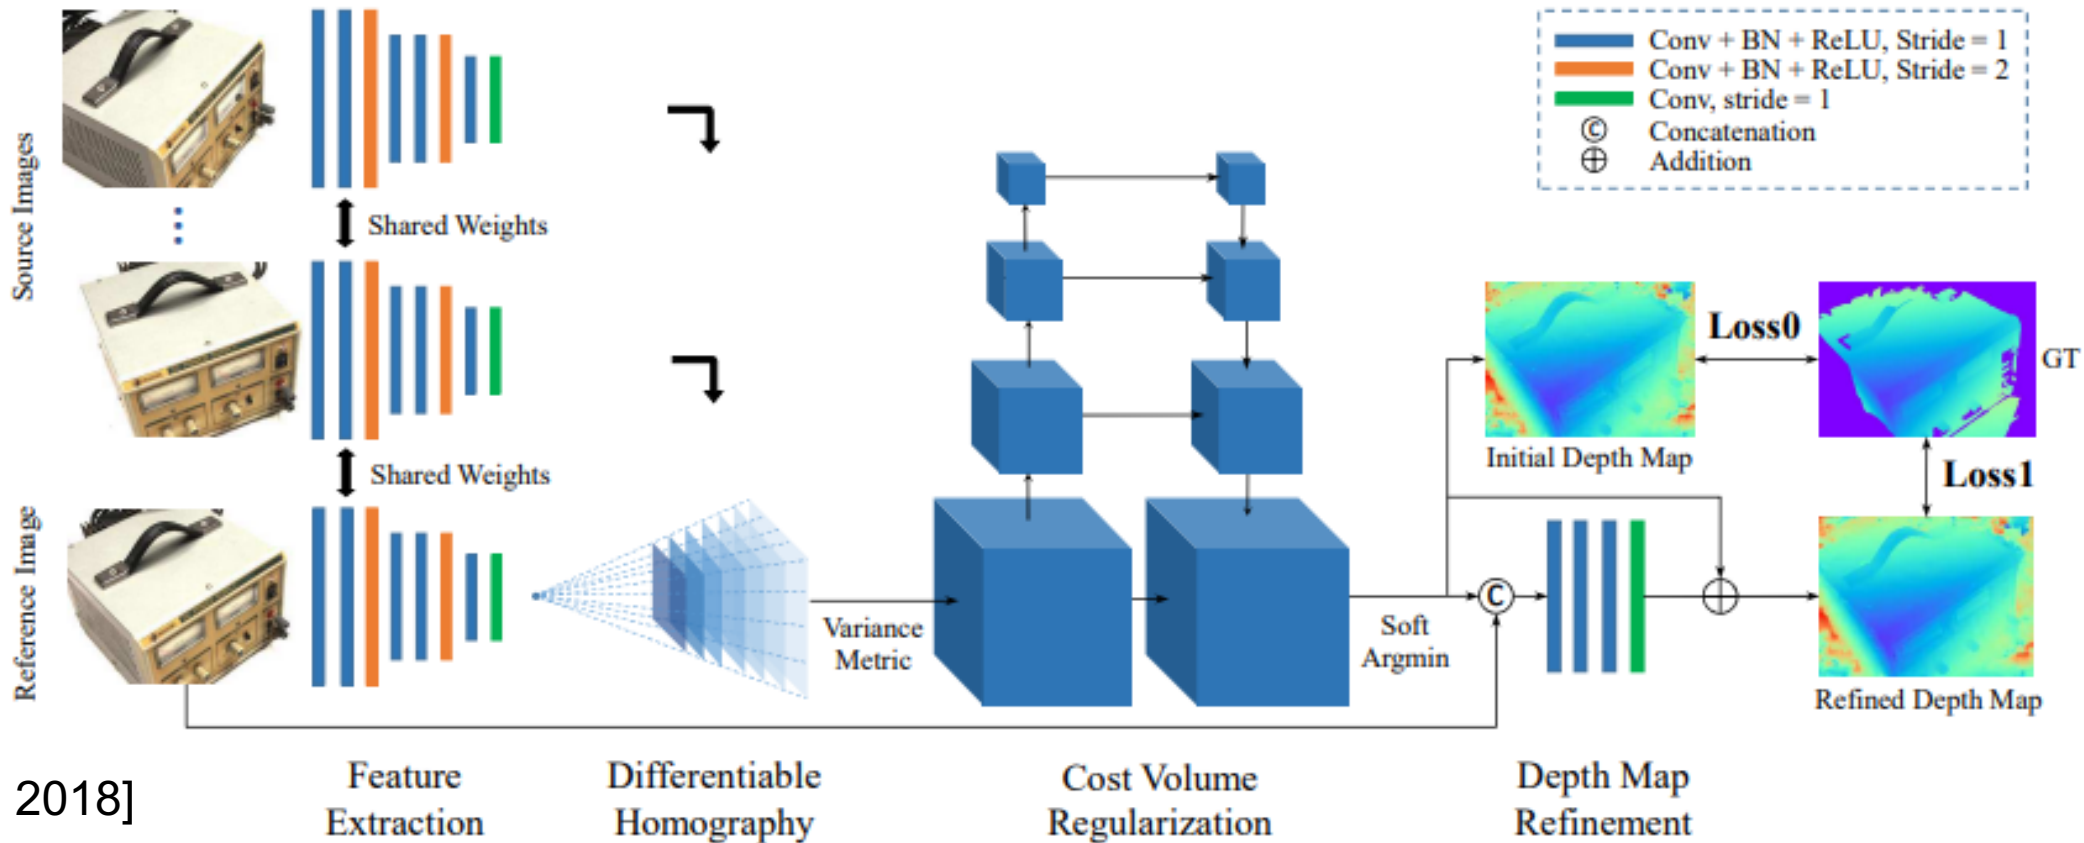 Conv + BN + ReLU, Stride = 1
Conv + BN + ReLU, Stride = 2
Conv, stride = 1
C Concatenation
Addition
Source Images
Shared Weights
Shared Weights
Reference Image
Variance
Metric
Soft
Argmin
C
Initial Depth Map
Loss0
GT
Loss1
Refined Depth Map
Feature
Extraction
Differentiable
Homography
Cost Volume
Regularization
Depth Map
Refinement
2018]